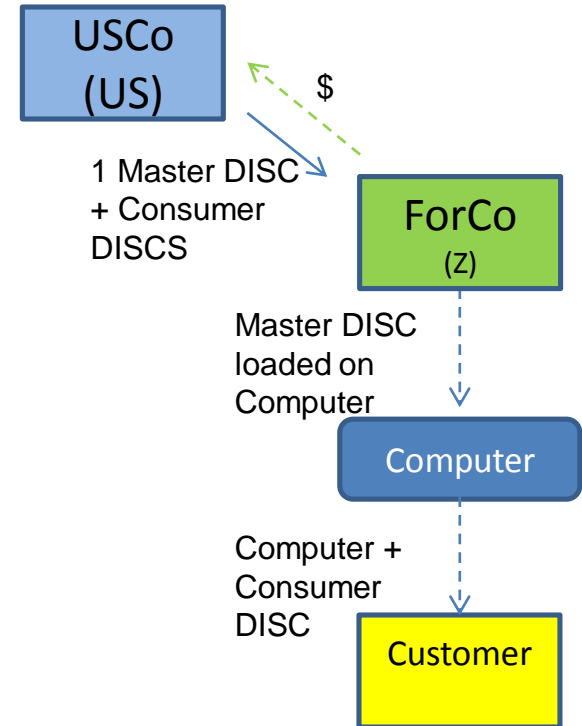 USCo
(US)
$
1 Master DISC
+ Consumer
DISCS
ForCo
(Z)
Master DISC
loaded on
Computer
Computer
Computer +
Consumer
DISC
Customer